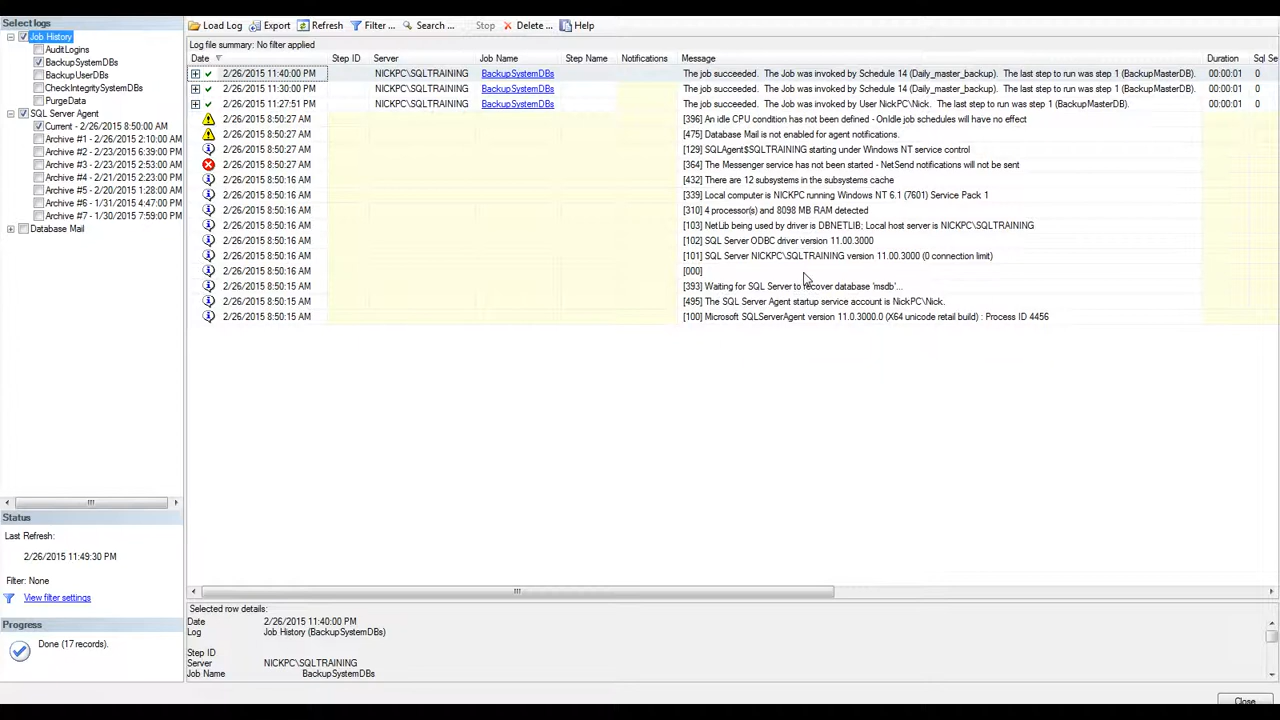 Select logs
Job History
AuditLogins
BackupSystemDBs
BackupUserDBs
CheckIntegritySystemDBs
PurgeData
SQL Server Agent
Current - 2/26/2015 8:50:00 AM
Archive #1 - 2/26/2015 2:10:00 AM
Archive #2 - 2/23/2015 6:39:00 PM
Archive #3 - 2/23/2015 2:53:00 AM
Archive #4 - 2/21/2015 2:23:00 PM
Archive #5 - 2/20/2015 1:28:00 AM
Archive #6 - 1/31/2015 4:47:00 PM
Archive #7 - 1/30/2015 7:59:00 PM
Database Mail
Status
Last Refresh:
2/26/2015 11:49:30 PM
Filter: None
View filter settings
Progress
Done (17 records).
Load Log Export Refresh Filter ... Search ... Stop Delete ... Help
Log file summary: No filter applied
Date Step ID Server Job Name Step Name Notifications Message Duration Sql Se
2/26/2015 11:40:00 PM NICKPC\SQLTRAINING BackupSystemDBs The job succeeded. The Job was invoked by Schedule 14 (Daily_master_backup). The last step to run was step 1 (BackupMasterDB). 00:00:01 0
2/26/2015 11:30:00 PM NICKPC\SQLTRAINING BackupSystemDBs The job succeeded. The Job was invoked by Schedule 14 (Daily_master_backup). The last step to run was step 1 (BackupMasterDB). 00:00:01 0
2/26/2015 11:27:51 PM NICKPC\SQLTRAINING BackupSystemDBs The job succeeded. The Job was invoked by User NickPC\Nick. The last step to run was step 1 (BackupMasterDB). 00:00:01 0
2/26/2015 8:50:27 AM [396] An idle CPU condition has not been defined - OnIdle job schedules will have no effect
2/26/2015 8:50:27 AM [475] Database Mail is not enabled for agent notifications.
2/26/2015 8:50:27 AM [129] SQLAgent$SQLTRAINING starting under Windows NT service control
2/26/2015 8:50:27 AM [364] The Messenger service has not been started - NetSend notifications will not be sent
2/26/2015 8:50:16 AM [432] There are 12 subsystems in the subsystems cache
2/26/2015 8:50:16 AM [339] Local computer is NICKPC running Windows NT 6.1 (7601) Service Pack 1
2/26/2015 8:50:16 AM [310] 4 processor(s) and 8098 MB RAM detected
2/26/2015 8:50:16 AM [103] NetLib being used by driver is DBNETLIB; Local host server is NICKPC\SQLTRAINING
2/26/2015 8:50:16 AM [102] SQL Server ODBC driver version 11.00.3000
2/26/2015 8:50:16 AM [101] SQL Server NICKPC\SQLTRAINING version 11.00.3000 (0 connection limit)
2/26/2015 8:50:16 AM [000]
2/26/2015 8:50:15 AM [393] Waiting for SQL Server to recover database 'msdb'...
2/26/2015 8:50:15 AM [495] The SQL Server Agent startup service account is NickPC\Nick.
2/26/2015 8:50:15 AM [100] Microsoft SQLServerAgent version 11.0.3000.0 (X64 unicode retail build) : Process ID 4456
Selected row details:
Date 2/26/2015 11:40:00 PM
Log Job History (BackupSystemDBs)
Step ID
Server NICKPC\SQLTRAINING
Job Name BackupSystemDBs
Close